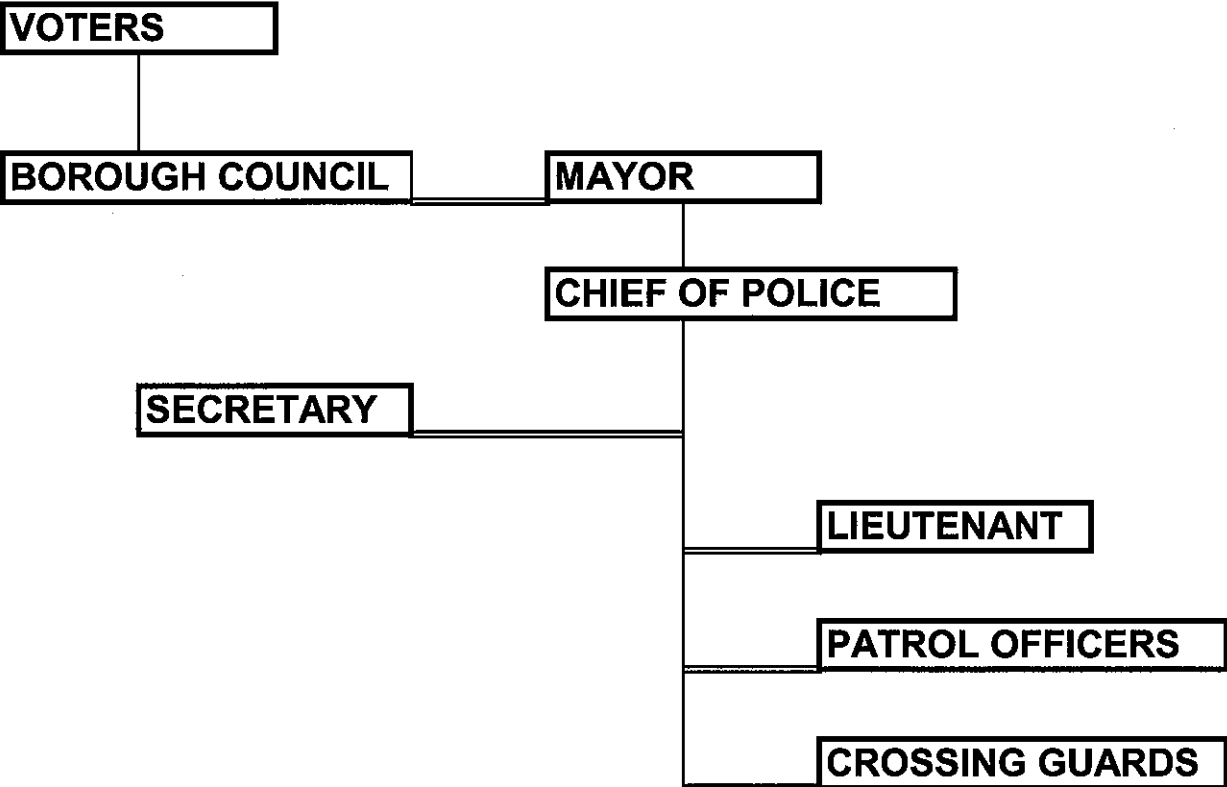 VOTERS
BOROUGH COUNCIL
MAYOR
CHIEF OF POLICE
SECRETARY
LIEUTENANT
PATROL OFFICERS
CROSSING GUARDS